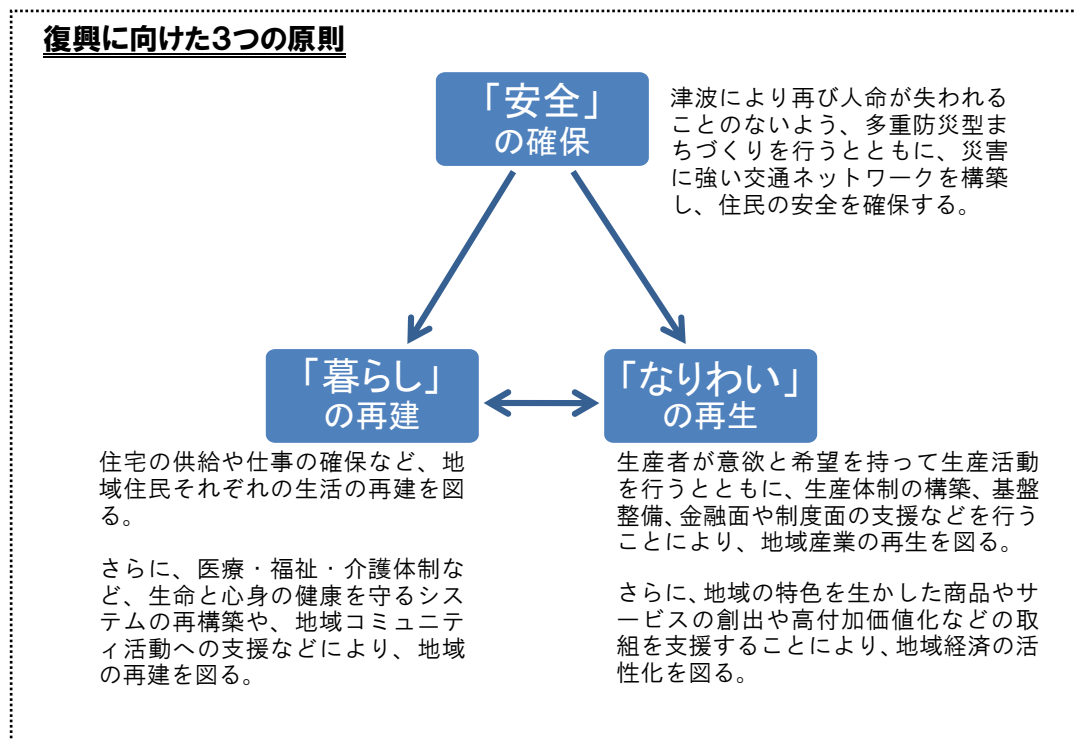 復興に向けた3つの原則
「安全」
の確保
津波により再び人命が失われる
ことのないよう、多重防災型ま
ちづくりを行うとともに、災害
に強い交通ネットワークを構築
し、住民の安全を確保する。
「暮らし」
の再建
「なりわい」
の再生
住宅の供給や仕事の確保など、地
域住民それぞれの生活の再建を図
る。
さらに、医療・福祉・介護体制な
ど、生命と心身の健康を守るシス
テムの再構築や、地域コミュニテ
ィ活動への支援などにより、地域
の再建を図る。
生産者が意欲と希望を持って生産活動
を行うとともに、生産体制の構築、基盤
整備、金融面や制度面の支援などを行う
ことにより、地域産業の再生を図る。
さらに、地域の特色を生かした商品やサ
ービスの創出や高付加価値化などの取
組を支援することにより、地域経済の活
性化を図る。